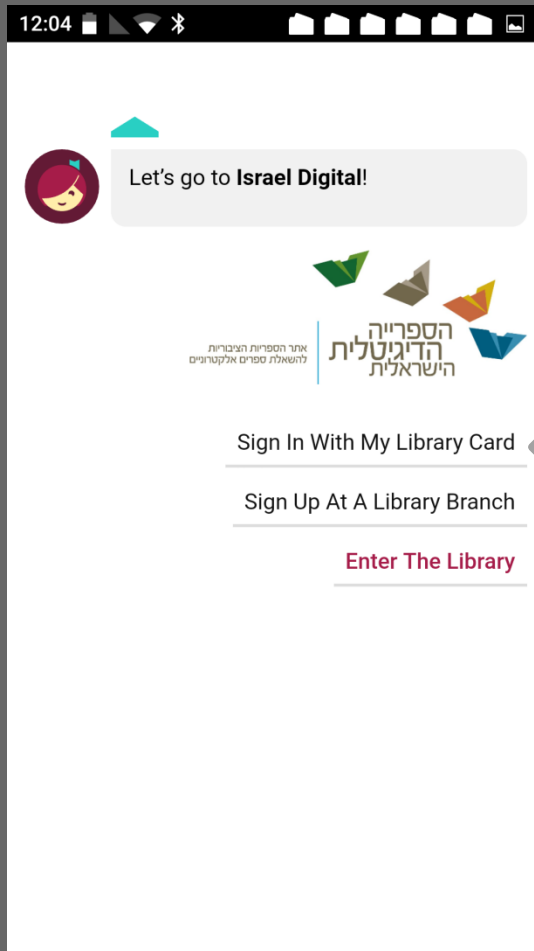 12:04
Let's go to Israel Digital!
הספרייה
הדיגיטלית
הישראלית
אתר הספריות הציבוריות
להשאלת ספרים אלקטרוניים
Sign In With My Library Card
Sign Up At A Library Branch
Enter The Library